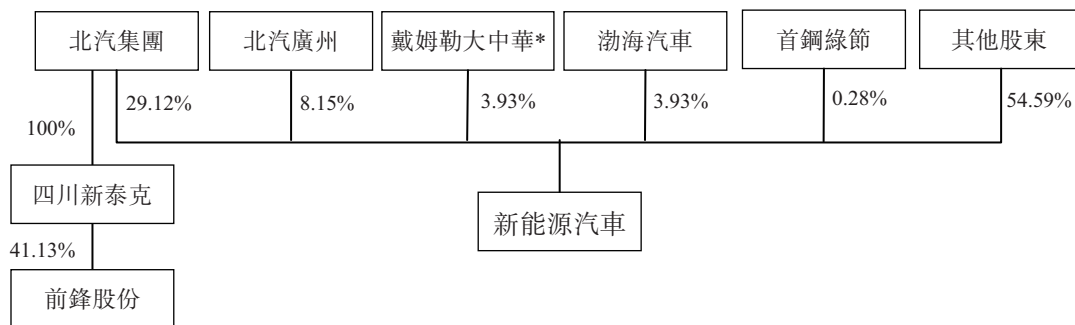 北汽集團
北汽廣州
戴姆勒大中華*
渤海汽車
首鋼綠節
其他股東
29.12%
8.15%
3.93%
3.93%
0.28%
54.59%
100%
四川新泰克
新能源汽車
41.13%
前鋒股份